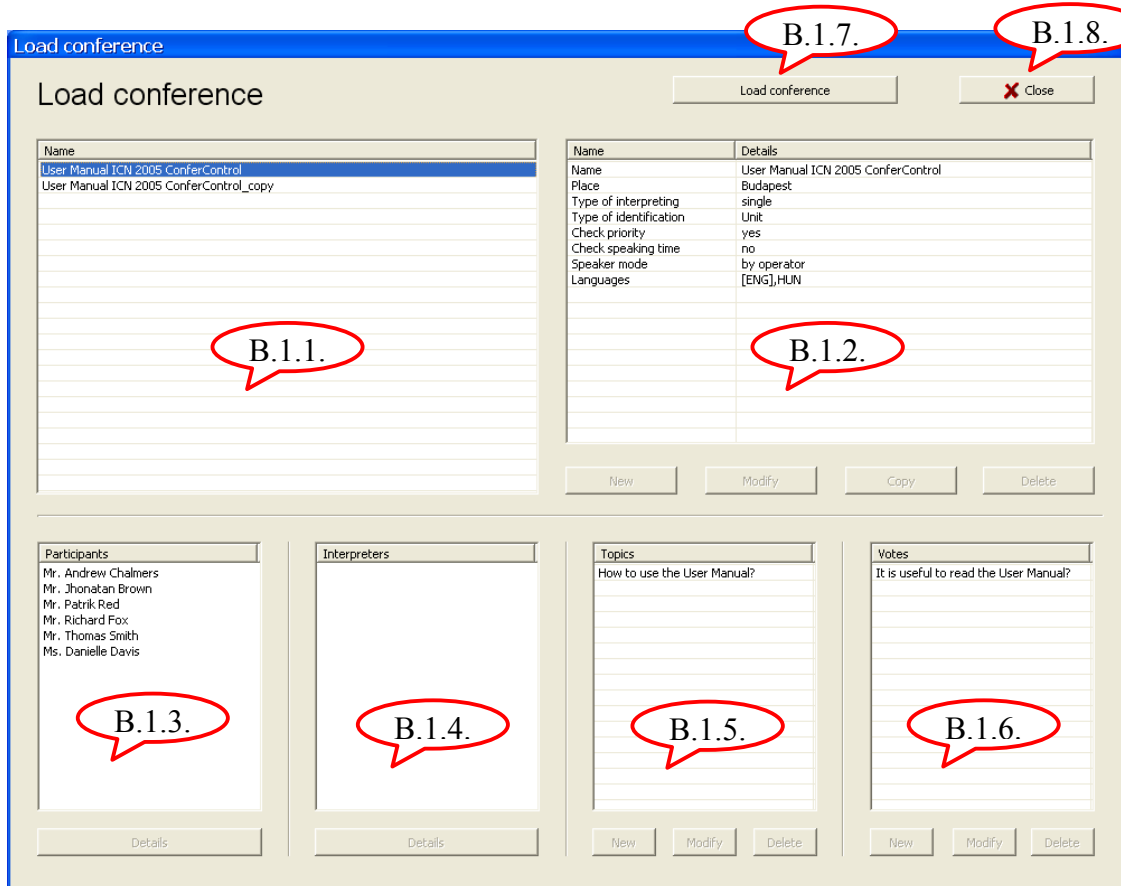 B.1.7.
B.1.8.
Load conference
Load conference
Load conference
Close
Name
User Manual ICN 2005 ConferControl
User Manual ICN 2005 ConferControl_copy
B.1.1.
Name Details
Name User Manual ICN 2005 ConferControl
Place Budapest
Type of interpreting single
Type of identification Unit
Check priority yes
Check speaking time no
Speaker mode by operator
Languages [ENG],HUN
B.1.2.
New Modify Copy Delete
Participants
Mr. Andrew Chalmers
Mr. Jhonatan Brown
Mr. Patrik Red
Mr. Richard Fox
Mr. Thomas Smith
Ms. Danielle Davis
B.1.3.
Details
Interpreters
B.1.4.
Details
Topics
How to use the User Manual?
B.1.5.
New Modify Delete
Votes
It is useful to read the User Manual?
B.1.6.
New Modify Delete